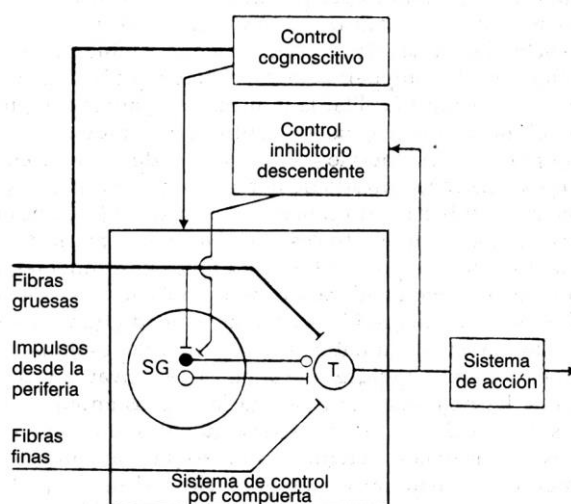 Control
cognoscitivo
Control
inhibitorio
descendente
Fibras
gruesas
Impulsos
desde la
periferia
SG
T
Sistema
de acción
Fibras
finas
Sistema de control
por compuerta